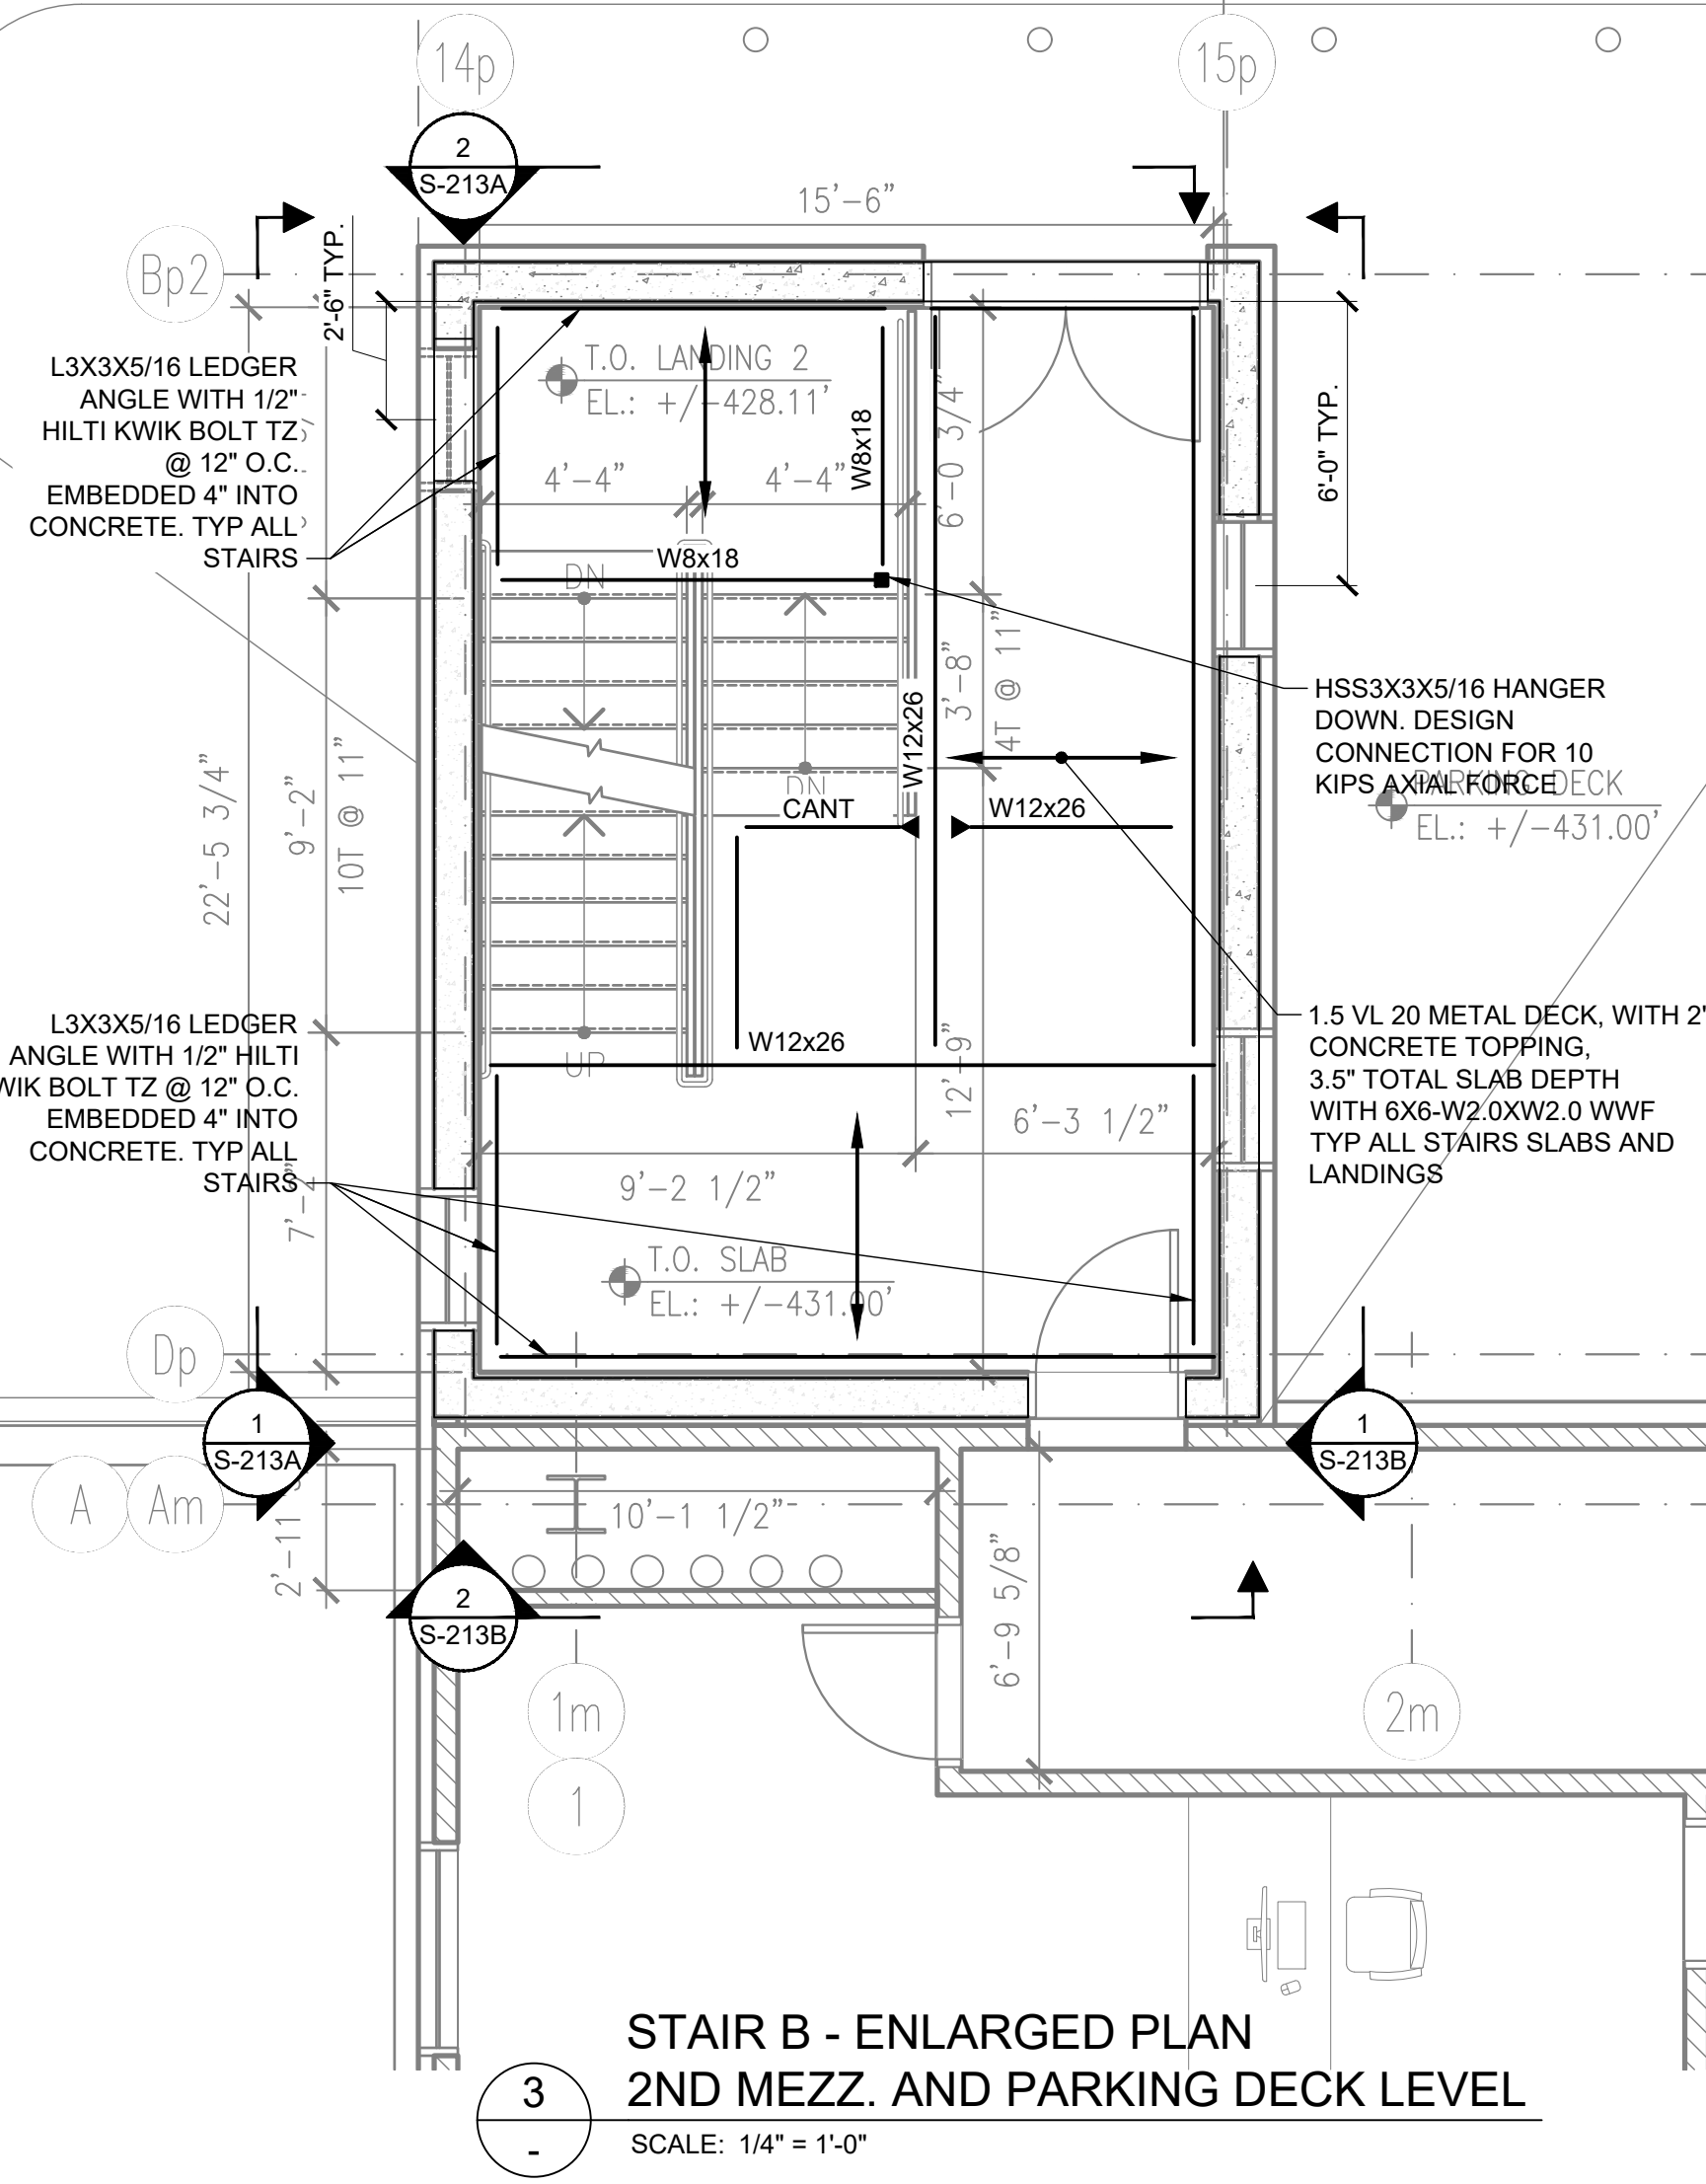 14p
15p
2
S-213A
15'-6"
Bp2
2'-6" TYP.
L3X3X5/16 LEDGER
ANGLE WITH 1/2"
HILTI KWIK BOLT TZ
@ 12" O.C.
EMBEDDED 4" INTO
CONCRETE. TYP ALL
STAIRS
T.O. LANDING 2
EL.: +/-428.11'
W8x18
4'-4"
4'-4"
6'-0 3/4"
6'-0" TYP.
W8x18
DN
HSS3X3X5/16 HANGER
DOWN. DESIGN
CONNECTION FOR 10
KIPS AXIAL FORCE
3'-8"
4T @ 11"
W12x26
22'-5 3/4"
9'-2"
10T @ 11"
DN
CANT
W12x26
PARKING DECK
EL.: +/-431.00'
L3X3X5/16 LEDGER
ANGLE WITH 1/2" HILTI
WIK BOLT TZ @ 12" O.C.
EMBEDDED 4" INTO
CONCRETE. TYP ALL
STAIRS
W12x26
UP
12'-9"
1.5 VL 20 METAL DECK, WITH 2"
CONCRETE TOPPING,
3.5" TOTAL SLAB DEPTH
WITH 6X6-W2.0XW2.0 WWF
TYP ALL STAIRS SLABS AND
LANDINGS
6'-3 1/2"
9'-2 1/2"
T.O. SLAB
EL.: +/-431.00'
Dp
1
S-213A
1
S-213B
A
Am
2'-11
10'-1 1/2"
2
S-213B
6'-9 5/8"
1m
2m
1
STAIR B - ENLARGED PLAN
2ND MEZZ. AND PARKING DECK LEVEL
3
-
SCALE: 1/4" = 1'-0"